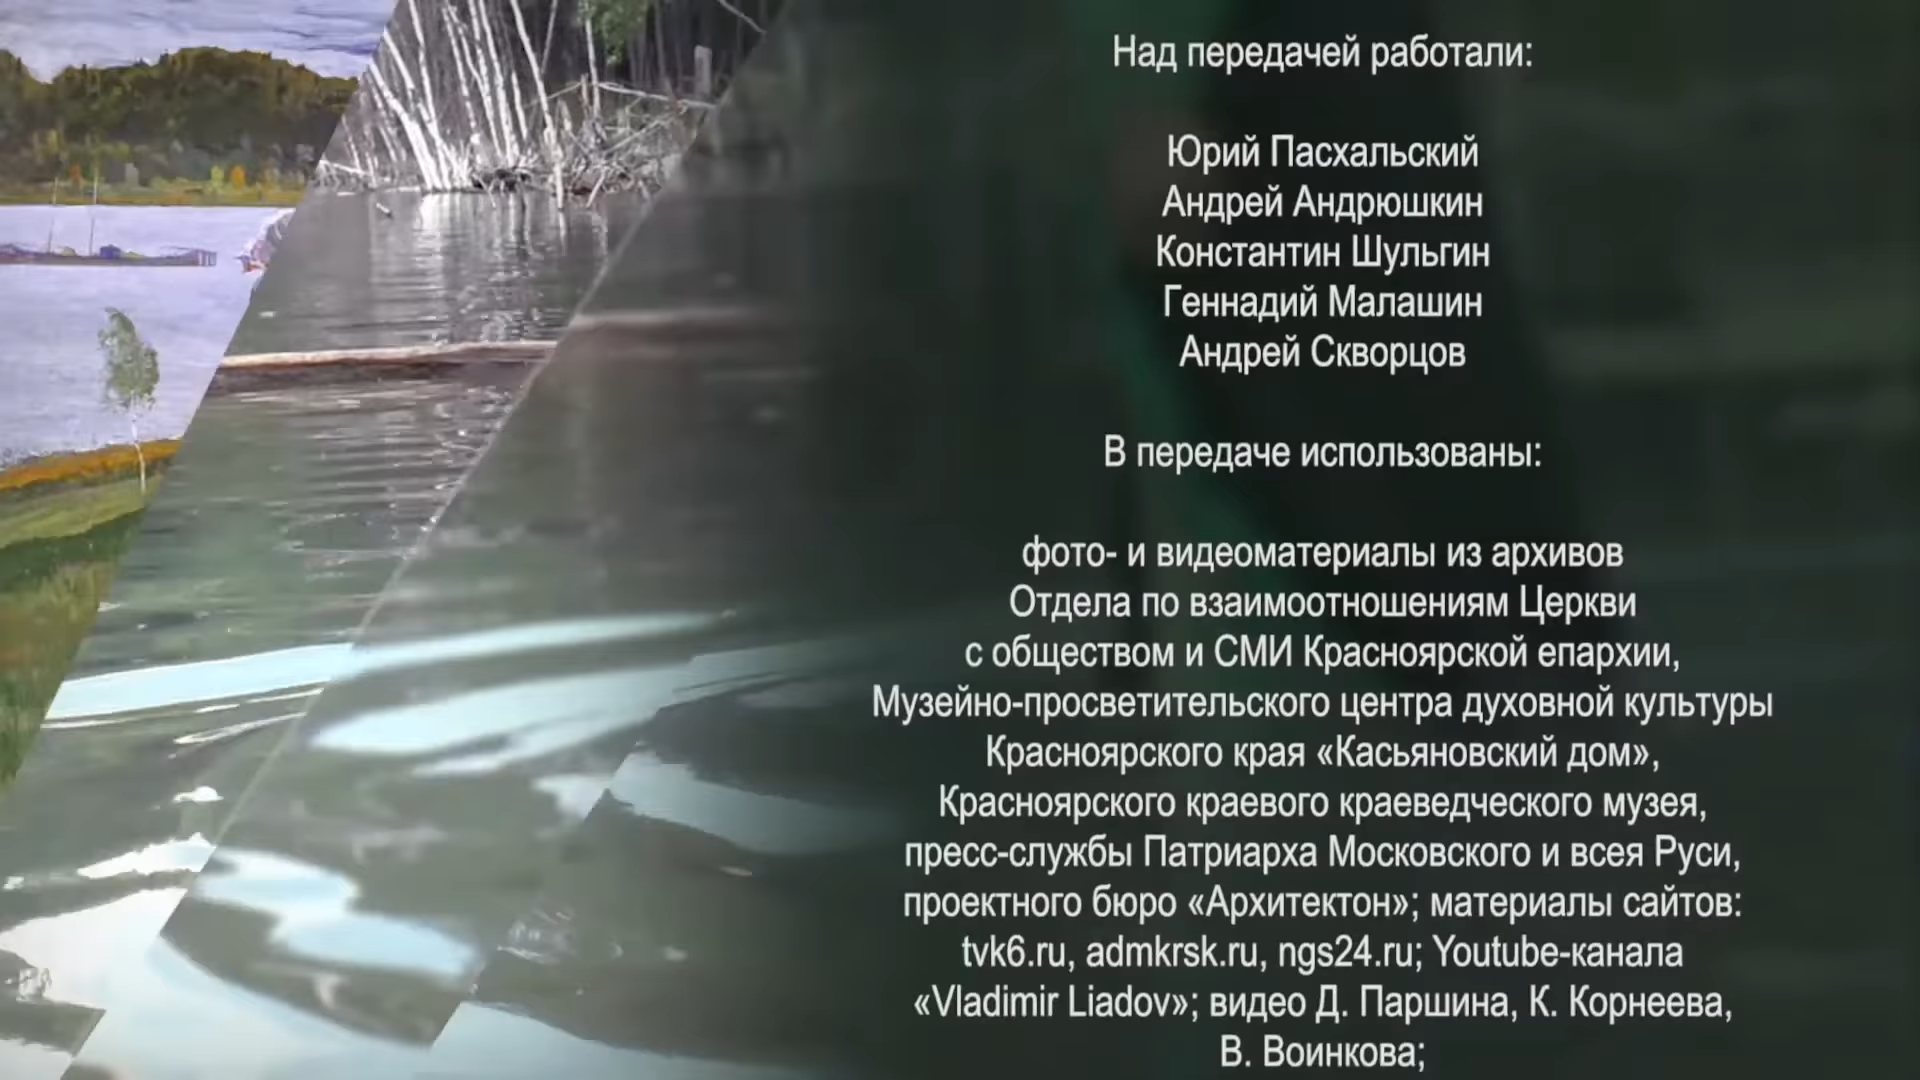 Над передачей работали:
Юрий Пасхальский
Андрей Андрюшкин
Константин Шульгин
Геннадий Малашин
Андрей Скворцов
В передаче использованы:
фото- и видеоматериалы из архивов
Отдела по взаимоотношениям Церкви
с обществом и СМИ Красноярской епархии,
Музейно-просветительского центра духовной культуры
Красноярского края «Касьяновский дом»,
Красноярского краевого краеведческого музея,
пресс-службы Патриарха Московского и всея Руси,
проектного бюро «Архитектон»; материалы сайтов:
tvk6.ru, admkrsk.ru, ngs24.ru; Youtube-канала
«Vladimir Liadov»; видео Д. Паршина, К. Корнеева,
В. Воинкова;